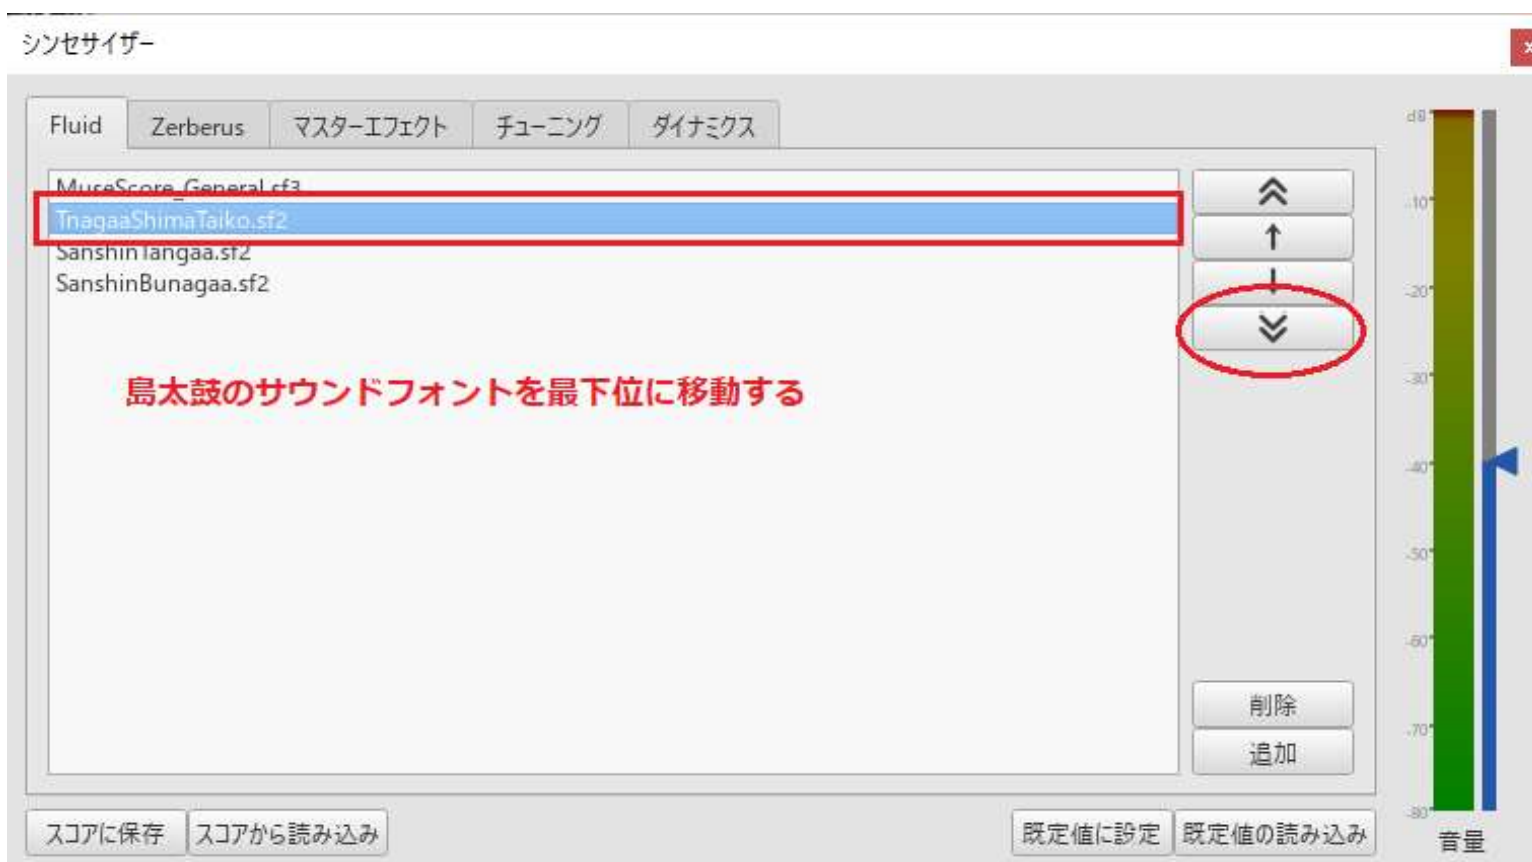 シンセサイザー
Fluid Zerberus マスターエフェクト チューニング ダイナミクス
MuseScore_General.sf3
TnagaaShimaTaiko.sf2
SanshinTangaa.sf2
SanshinBunagaa.sf2
島太鼓のサウンドフォントを最下位に移動する
削除
追加
スコアに保存 スコアから読み込み 既定値に設定 既定値の読み込み
dB
-10
-20
-30
-40
-50
-60
-70
-80
音量